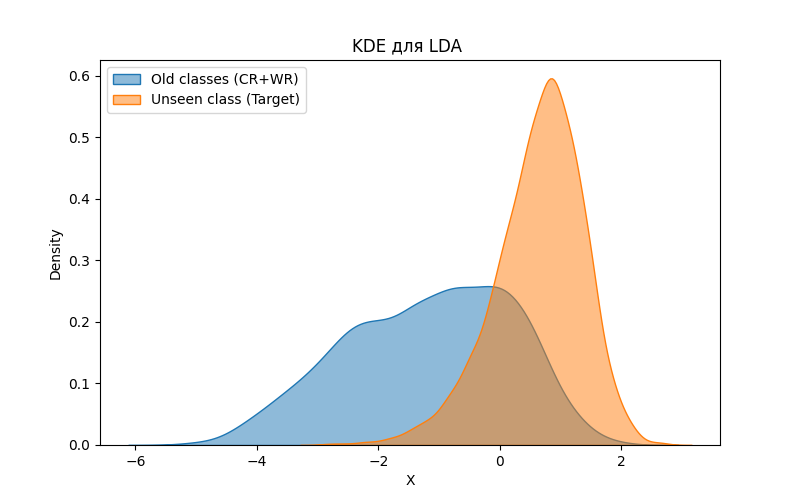 KDE для LDA
Old classes (CR+WR)
Unseen class (Target)
Density
0.6
0.5
0.4
0.3
0.2
0.1
0.0
−6
−4
−2
0
2
X